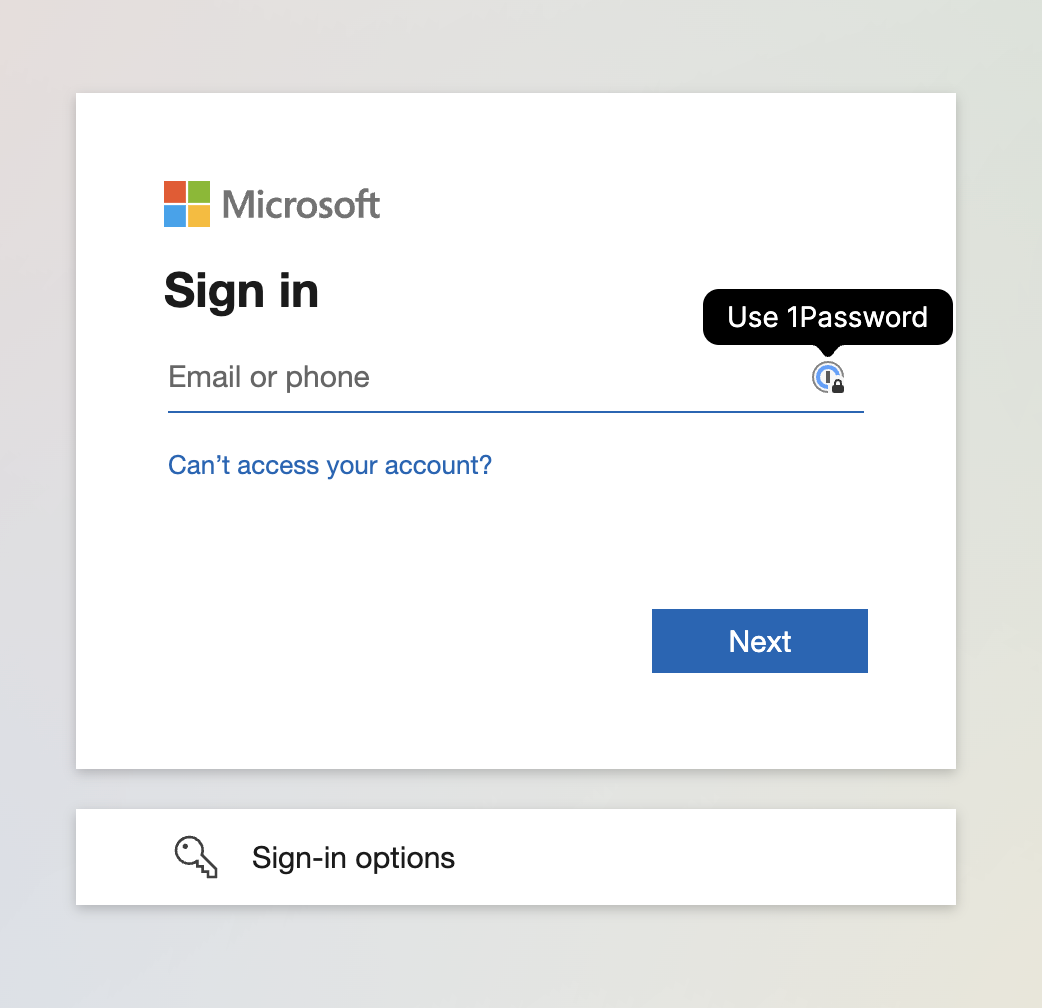 Microsoft
Sign in
Use 1Password
Email or phone
Can’t access your account?
Next
Sign-in options